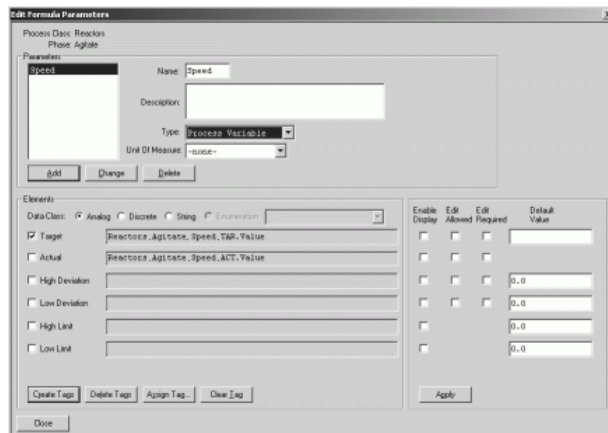 Edit Formula Parameters
Process Class: Reactors
Phase: Agitate
Parameters
Speed
Name: Speed
Description:
Type: Process Variable
Unit Of Measure: -none-
Add Change Delete
Elements
Data Class: Analog Discrete String Enumeration
Enable Display Edit Allowed Edit Required Default Value
Target Reactors.Agitate.Speed.TAR.Value
Actual Reactors.Agitate.Speed.ACT.Value
High Deviation 0.0
Low Deviation 0.0
High Limit 0.0
Low Limit 0.0
Create Tags Delete Tags Assign Tag... Clear Tag Apply
Close